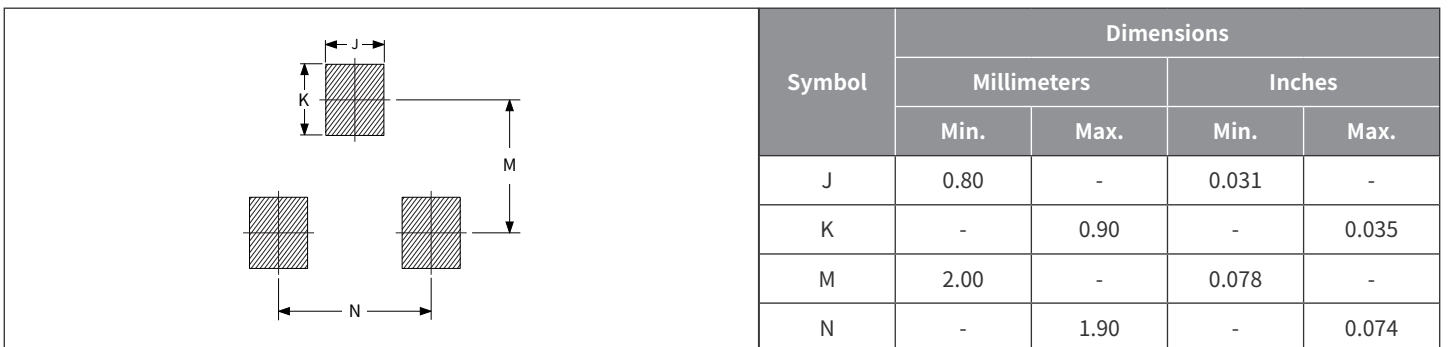 J
K
M
N
Symbol Dimensions
Millimeters Inches
Min. Max. Min. Max.
J 0.80 - 0.031 -
K - 0.90 - 0.035
M 2.00 - 0.078 -
N - 1.90 - 0.074